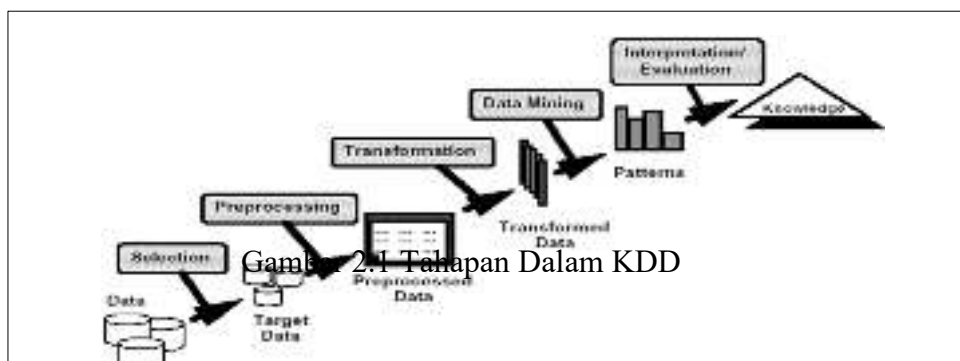 Interpretation/
Evaluation
Data Mining
Knowledge
Transformation
Patterns
Preprocessing
Transformed
Data
Selection
Gambar 2.1 Tahapan Dalam KDD
Preprocessed
Data
Data
Target
Data